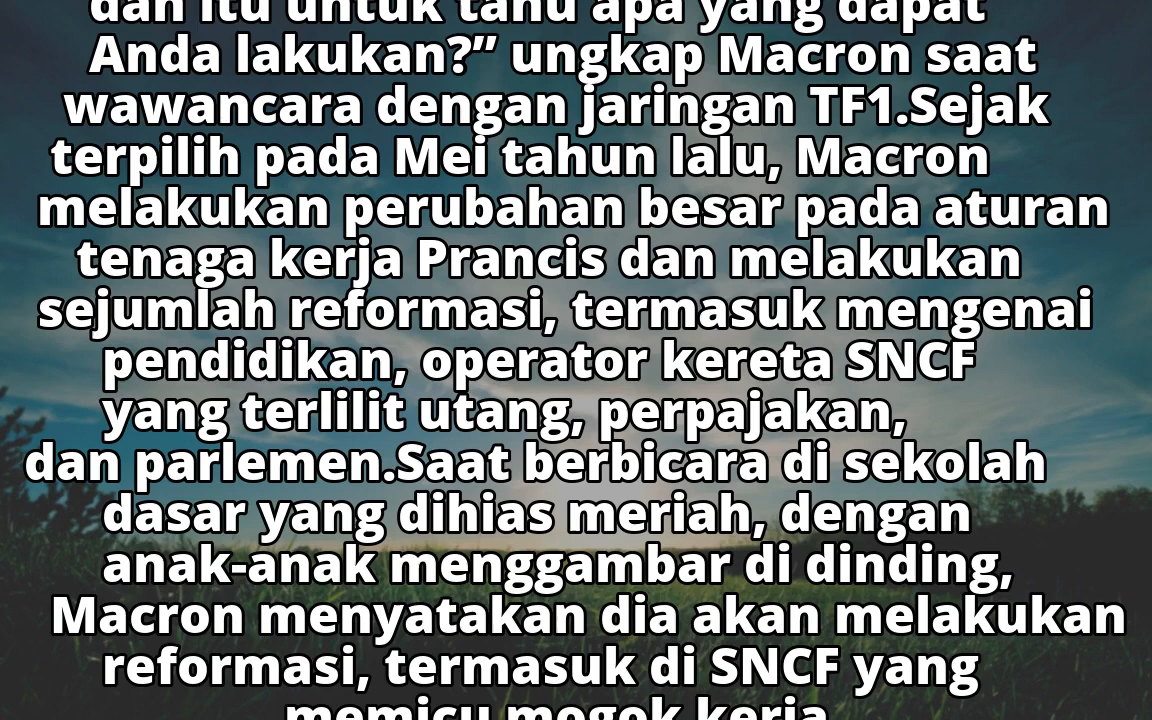 dan itu untuk tahu apa yang dapat
Anda lakukan?” ungkap Macron saat
wawancara dengan jaringan TF1.Sejak
terpilih pada Mei tahun lalu, Macron
melakukan perubahan besar pada aturan
tenaga kerja Prancis dan melakukan
sejumlah reformasi, termasuk mengenai
pendidikan, operator kereta SNCF
yang terlilit utang, perpajakan,
dan parlemen.Saat berbicara di sekolah
dasar yang dihias meriah, dengan
anak-anak menggambar di dinding,
Macron menyatakan dia akan melakukan
reformasi, termasuk di SNCF yang
memicu mogok kerja